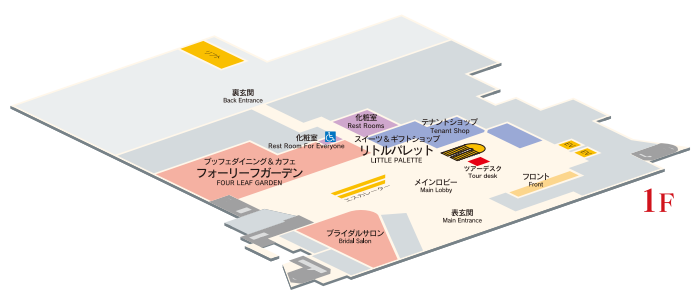 リフト
裏玄関
Back Entrance
化粧室
Rest Rooms
化粧室
Rest Room For Everyone
テナントショップ
Tenant Shop
スイーツ＆ギフトショップ
リトルパレット
LITTLE PALETTE
ブッフェダイニング＆カフェ
フォーリーフガーデン
FOUR LEAF GARDEN
ツアーデスク
Tour desk
エスカレーター
メインロビー
Main Lobby
フロント
Front
表玄関
Main Entrance
ブライダルサロン
Bridal Salon
1F